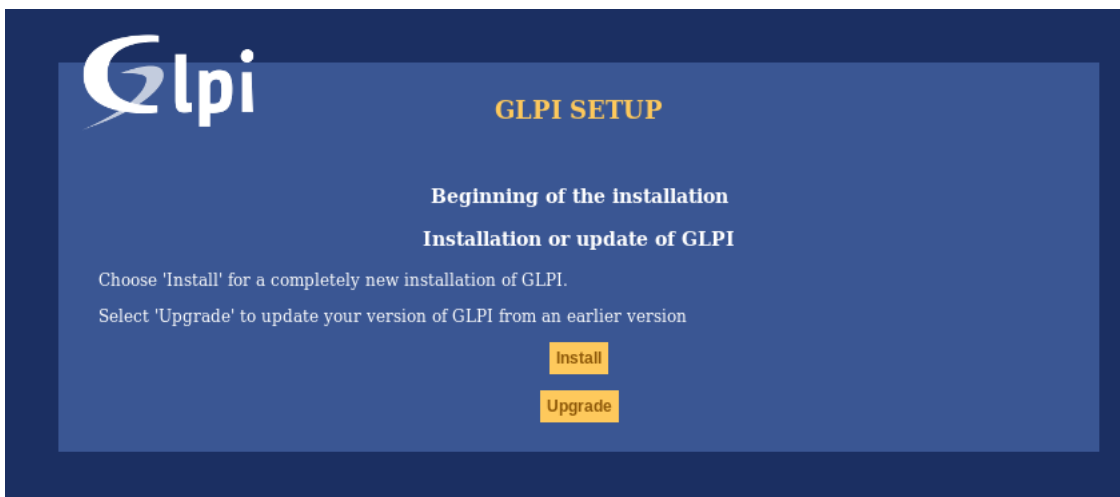 Glpi
GLPI SETUP
Beginning of the installation
Installation or update of GLPI
Choose 'Install' for a completely new installation of GLPI.
Select 'Upgrade' to update your version of GLPI from an earlier version
Install
Upgrade